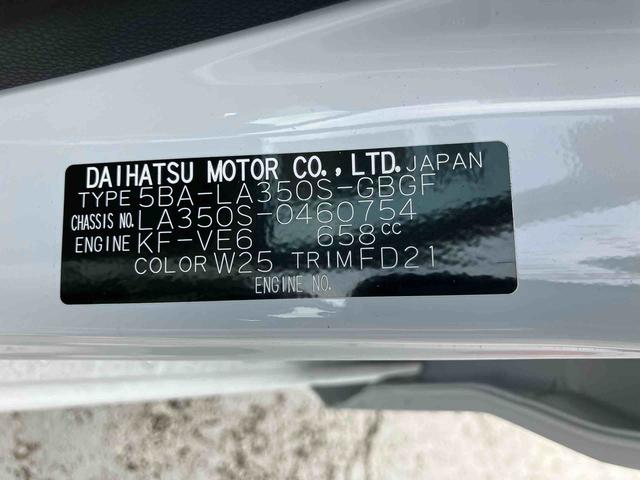 DAIHATSU MOTOR CO.,LTD. JAPAN
TYPE 5BA-LA350S-GBGF
CHASSIS NO. LA350S-0460754
ENGINE KF-VE6 658cc
COLOR W25 TRIM FD21
ENGINE NO.